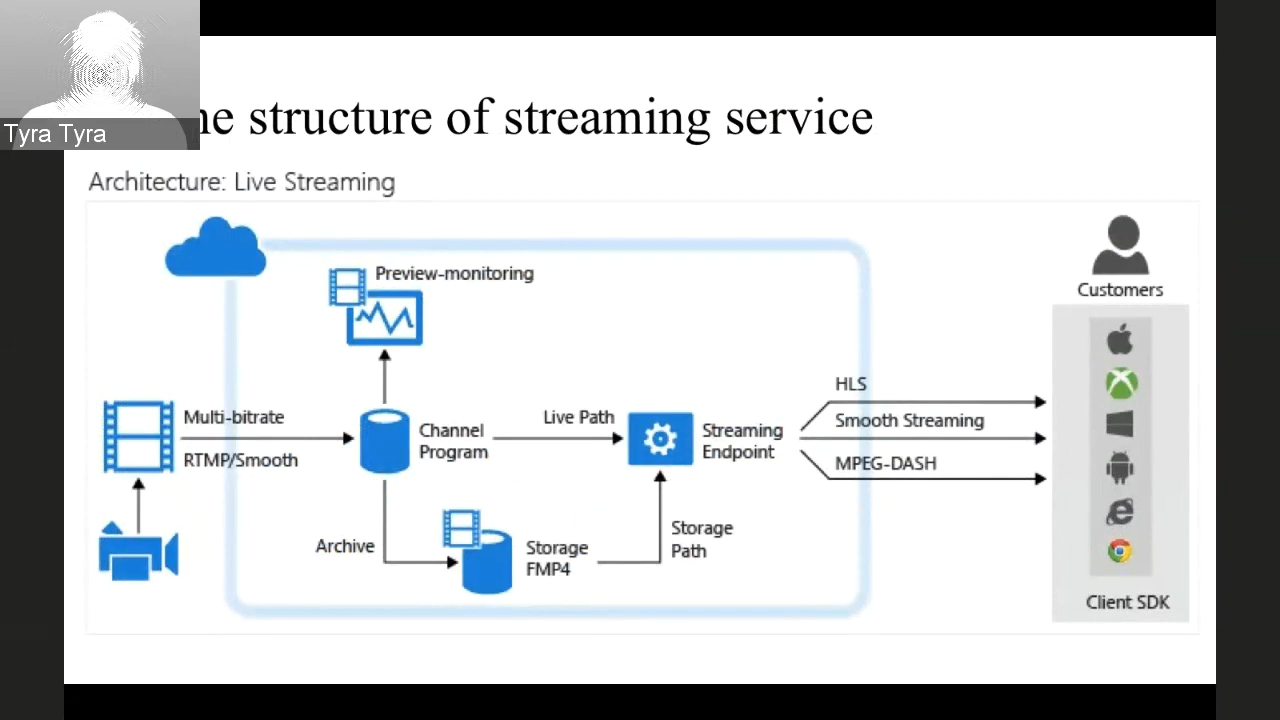 Tyra Tyra
he structure of streaming service
Architecture: Live Streaming
Preview-monitoring
Customers
Multi-bitrate
RTMP/Smooth
Channel
Program
Live Path
Streaming
Endpoint
HLS
Smooth Streaming
MPEG-DASH
Archive
Storage
FMP4
Storage
Path
Client SDK